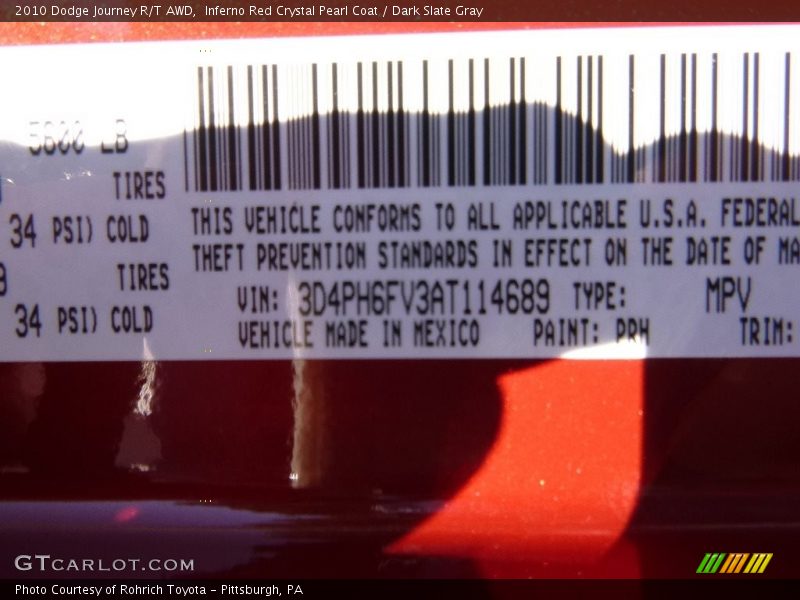 2010 Dodge Journey R/T AWD,  Inferno Red Crystal Pearl Coat / Dark Slate Gray
5600 LB
TIRES
34 PSI) COLD
TIRES
34 PSI) COLD
THIS VEHICLE CONFORMS TO ALL APPLICABLE U.S.A. FEDERAL
THEFT PREVENTION STANDARDS IN EFFECT ON THE DATE OF MA
VIN: 3D4PH6FV3AT114689 TYPE: MPV
VEHICLE MADE IN MEXICO PAINT: PRH TRIM:
GTCARLOT.COM
Photo Courtesy of Rohrich Toyota - Pittsburgh, PA